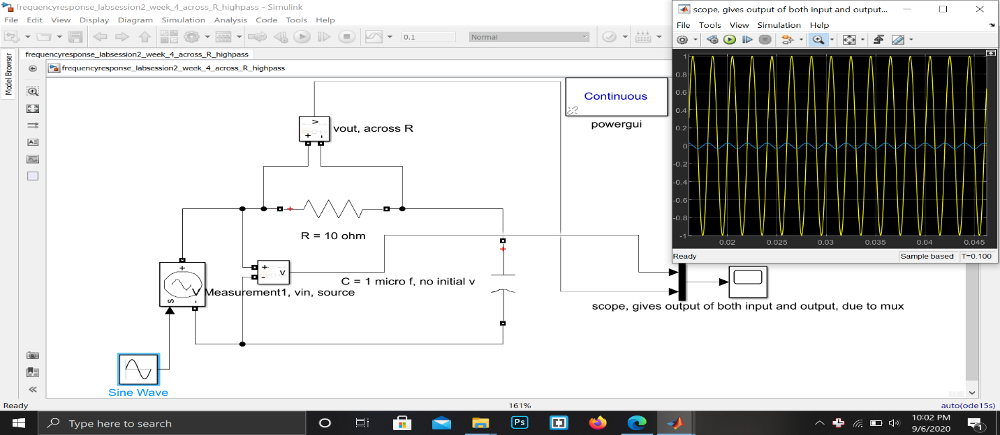 frequencyresponse_labsession2_week_4_across_R_highpass - Simulink
File Edit View Display Diagram Simulation Analysis Code Tools Help
0.1
Normal
frequencyresponse_labsession2_week_4_across_R_highpass
frequencyresponse_labsession2_week_4_across_R_highpass
Model Browser
Continuous
powergui
vout, across R
R = 10 ohm
C = 1 micro f, no initial v
V Measurement1, vin, source
+
-
v
s
Sine Wave
scope, gives output of both input and output, due to mux
scope, gives output of both input and output...
File Tools View Simulation Help
1
0.8
0.6
0.4
0.2
0
-0.2
-0.4
-0.6
-0.8
-1
0.02 0.025 0.03 0.035 0.04 0.045
Ready
Sample based T=0.100
Ready
161%
auto(ode15s)
Type here to search
Ps
10:02 PM
9/6/2020
1